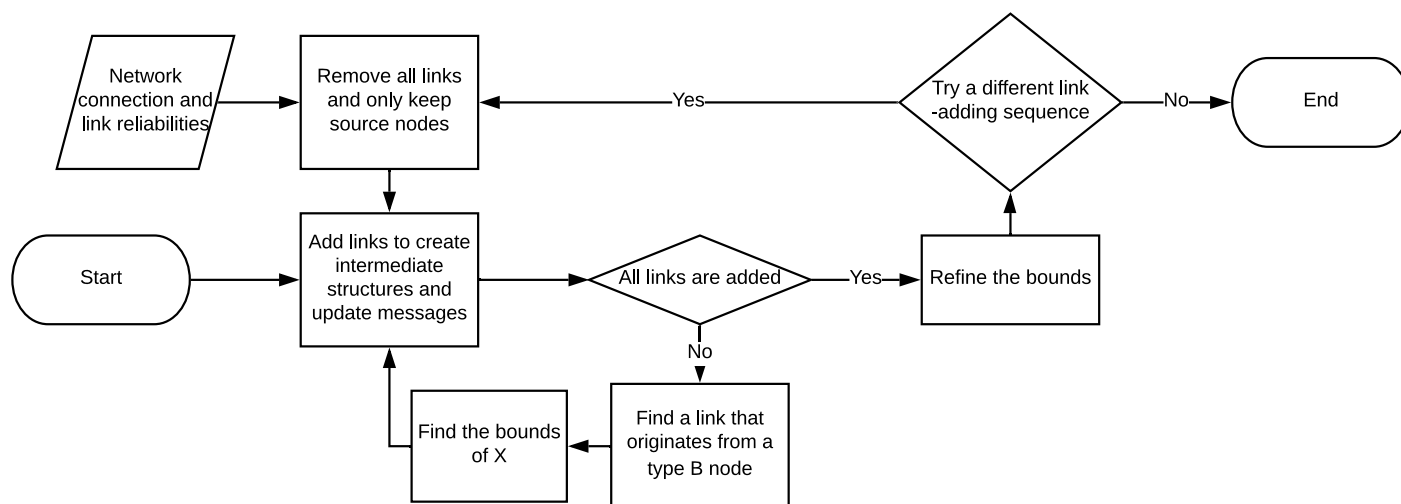 Network
connection and
link reliabilities
Remove all links
and only keep
source nodes
Yes
Try a different link
-adding sequence
No
End
Start
Add links to create
intermediate
structures and
update messages
All links are added
Yes
Refine the bounds
No
Find a link that
originates from a
type B node
Find the bounds
of X